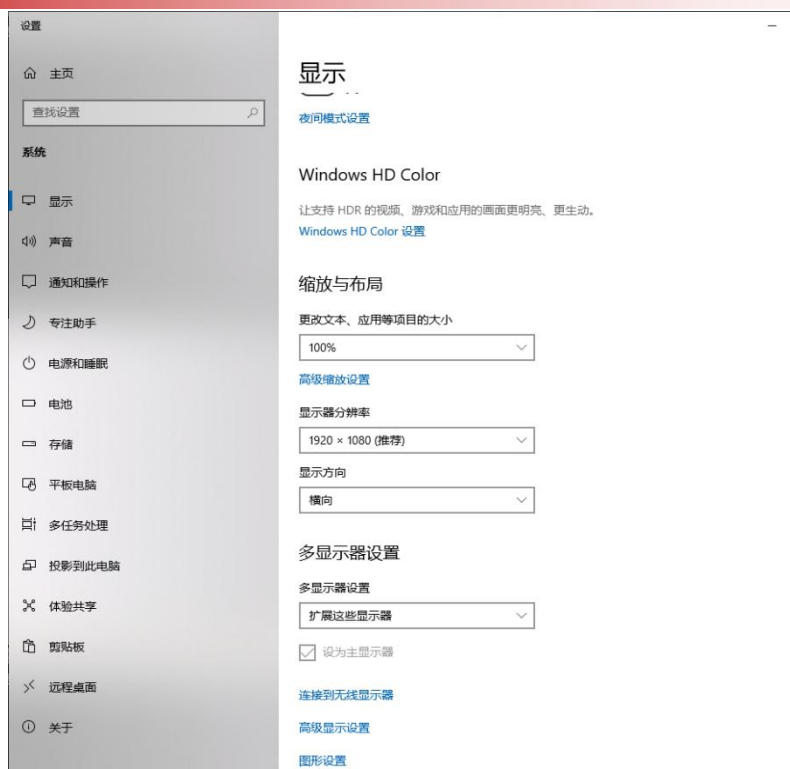 设置
主页
查找设置
系统
显示
声音
通知和操作
专注助手
电源和睡眠
电池
存储
平板电脑
多任务处理
投影到此电脑
体验共享
剪贴板
远程桌面
关于
显示
夜间模式设置
Windows HD Color
让支持 HDR 的视频、游戏和应用的画面更明亮、更生动。
Windows HD Color 设置
缩放与布局
更改文本、应用等项目的大小
100%
高级缩放设置
显示器分辨率
1920 × 1080 (推荐)
显示方向
横向
多显示器设置
多显示器设置
扩展这些显示器
设为主显示器
连接到无线显示器
高级显示设置
图形设置